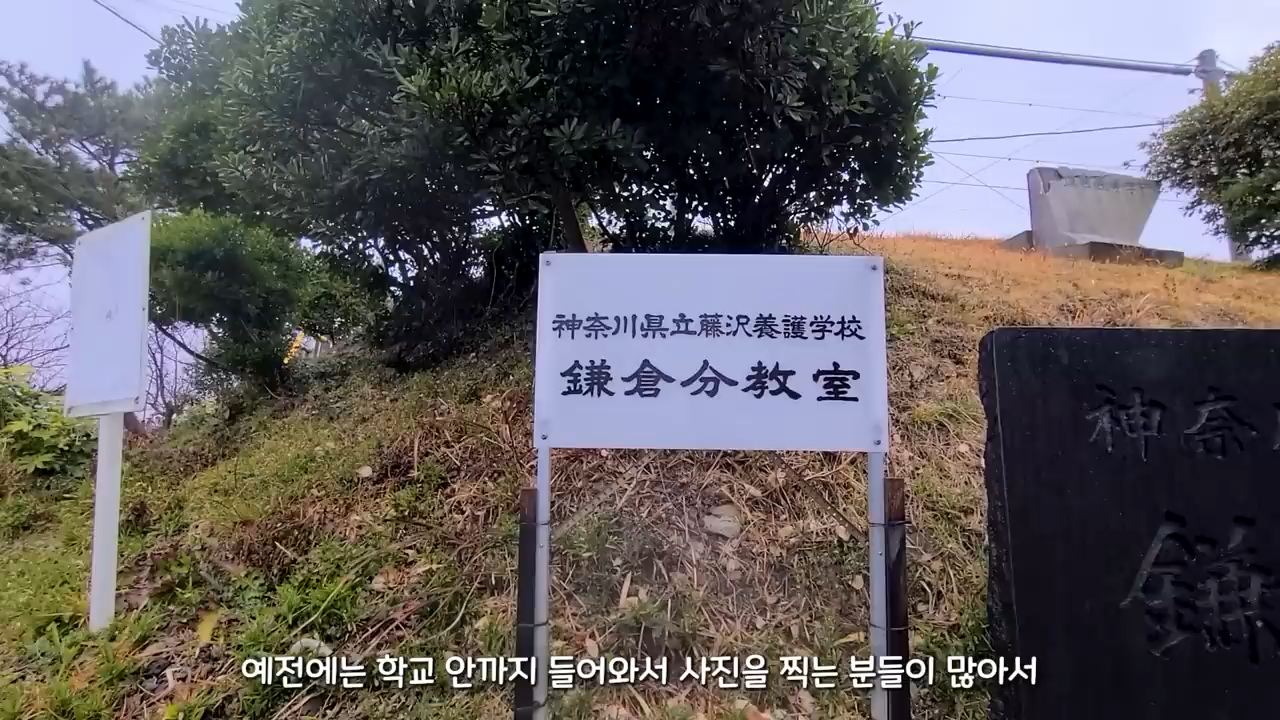 神奈川県立藤沢養護学校
鎌倉分教室
神奈
鎌
예전에는 학교 안까지 들어와서 사진을 찍는 분들이 많아서